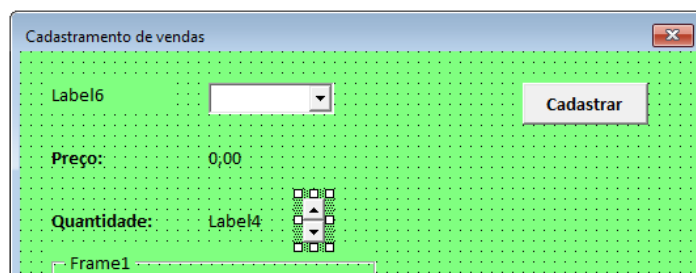 Cadastramento de vendas
Label6
Cadastrar
Preço: 0,00
Quantidade: Label4
Frame1